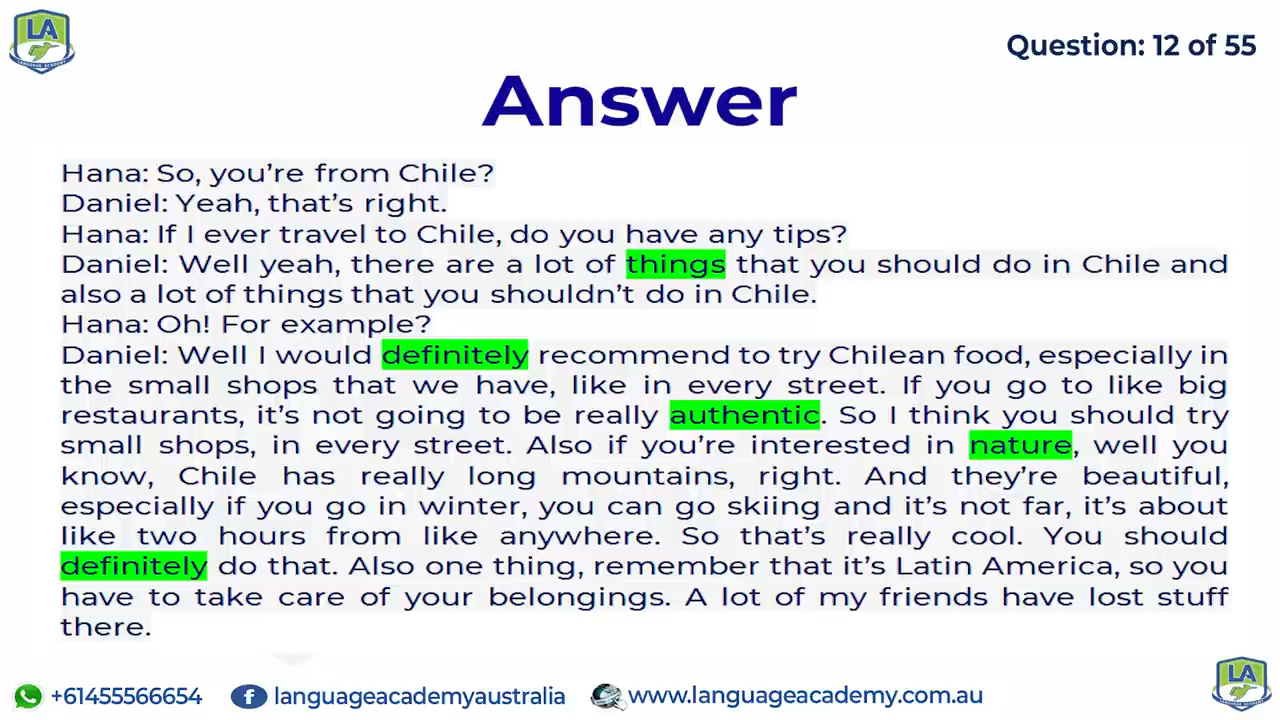 LA
LANGUAGE ACADEMY
Question: 12 of 55
Answer
Hana: So, you're from Chile?
Daniel: Yeah, that's right.
Hana: If I ever travel to Chile, do you have any tips?
Daniel: Well yeah, there are a lot of things that you should do in Chile and
also a lot of things that you shouldn't do in Chile.
Hana: Oh! For example?
Daniel: Well I would definitely recommend to try Chilean food, especially in
the small shops that we have, like in every street. If you go to like big
restaurants, it's not going to be really authentic. So I think you should try
small shops, in every street. Also if you're interested in nature, well you
know, Chile has really long mountains, right. And they're beautiful,
especially if you go in winter, you can go skiing and it's not far, it's about
like two hours from like anywhere. So that's really cool. You should
definitely do that. Also one thing, remember that it's Latin America, so you
have to take care of your belongings. A lot of my friends have lost stuff
there.
+61455566654 languageacademyaustralia www.languageacademy.com.au
LA
LANGUAGE ACADEMY